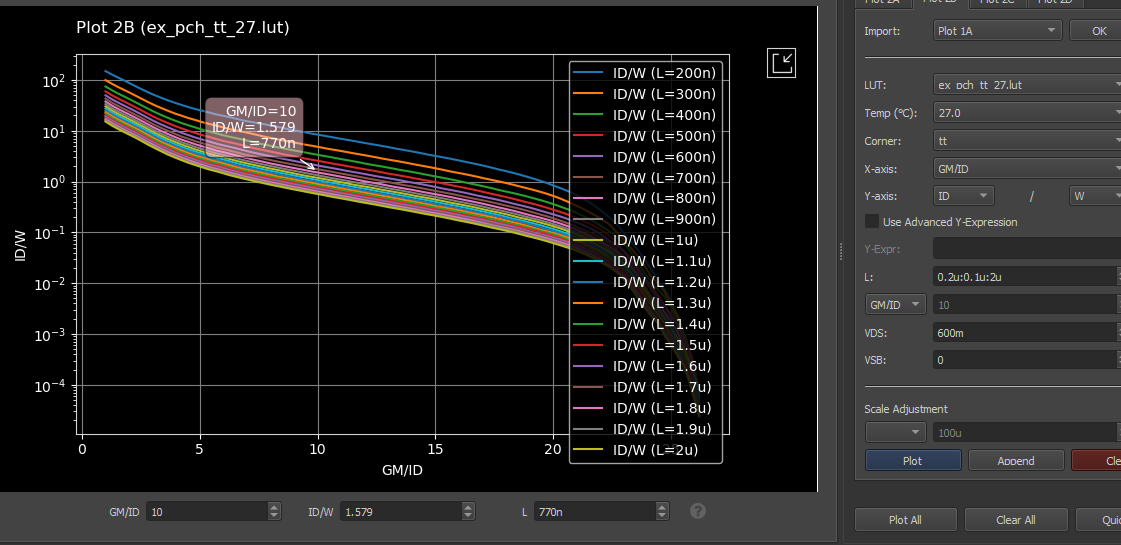 Plot 2A Plot 2B Plot 2C Plot 2D
Plot 2B (ex_pch_tt_27.lut)
10²
10¹
10⁰
10⁻¹
10⁻²
10⁻³
10⁻⁴
ID/W
0 5 10 15 20
GM/ID
GM/ID=10
ID/W=1.579
L=770n
ID/W (L=200n)
ID/W (L=300n)
ID/W (L=400n)
ID/W (L=500n)
ID/W (L=600n)
ID/W (L=700n)
ID/W (L=800n)
ID/W (L=900n)
ID/W (L=1u)
ID/W (L=1.1u)
ID/W (L=1.2u)
ID/W (L=1.3u)
ID/W (L=1.4u)
ID/W (L=1.5u)
ID/W (L=1.6u)
ID/W (L=1.7u)
ID/W (L=1.8u)
ID/W (L=1.9u)
ID/W (L=2u)
GM/ID 10 ID/W 1.579 L 770n ?
Import: Plot 1A OK
LUT: ex_pch_tt_27.lut
Temp (°C): 27.0
Corner: tt
X-axis: GM/ID
Y-axis: ID / W
Use Advanced Y-Expression
Y-Expr:
L: 0.2u:0.1u:2u
GM/ID 10
VDS: 600m
VSB: 0
Scale Adjustment
100u
Plot Append Cle
Plot All Clear All Quic